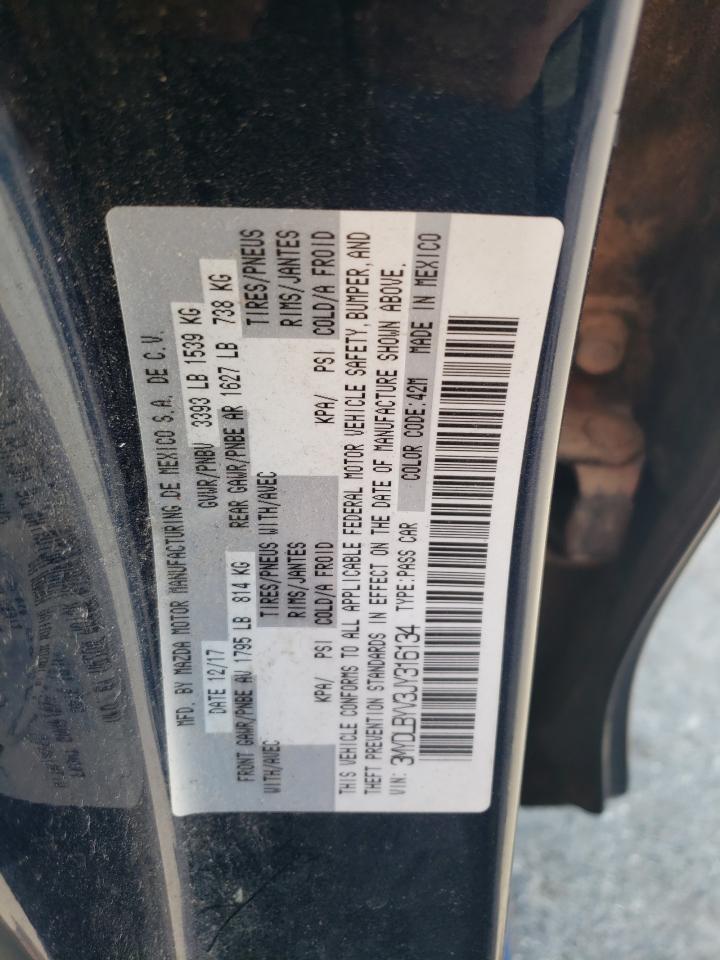 MFD. BY MAZDA MOTOR MANUFACTURING DE MEXICO S.A. DE C.V.
DATE 12/17 GVWR/PNBV 3393 LB 1539 KG
FRONT GAWR/PNBE AU 1795 LB 814 KG REAR GAWR/PNBE AR 1627 LB 738 KG
WITH/AVEC TIRES/PNEUS WITH/AVEC TIRES/PNEUS
RIMS/JANTES RIMS/JANTES
KPA/ PSI COLD/A FROID KPA/ PSI COLD/A FROID
THIS VEHICLE CONFORMS TO ALL APPLICABLE FEDERAL MOTOR VEHICLE SAFETY, BUMPER, AND
THEFT PREVENTION STANDARDS IN EFFECT ON THE DATE OF MANUFACTURE SHOWN ABOVE.
VIN: 3MYDLBYV3JY316134 TYPE:PASS CAR COLOR CODE:42M MADE IN MEXICO